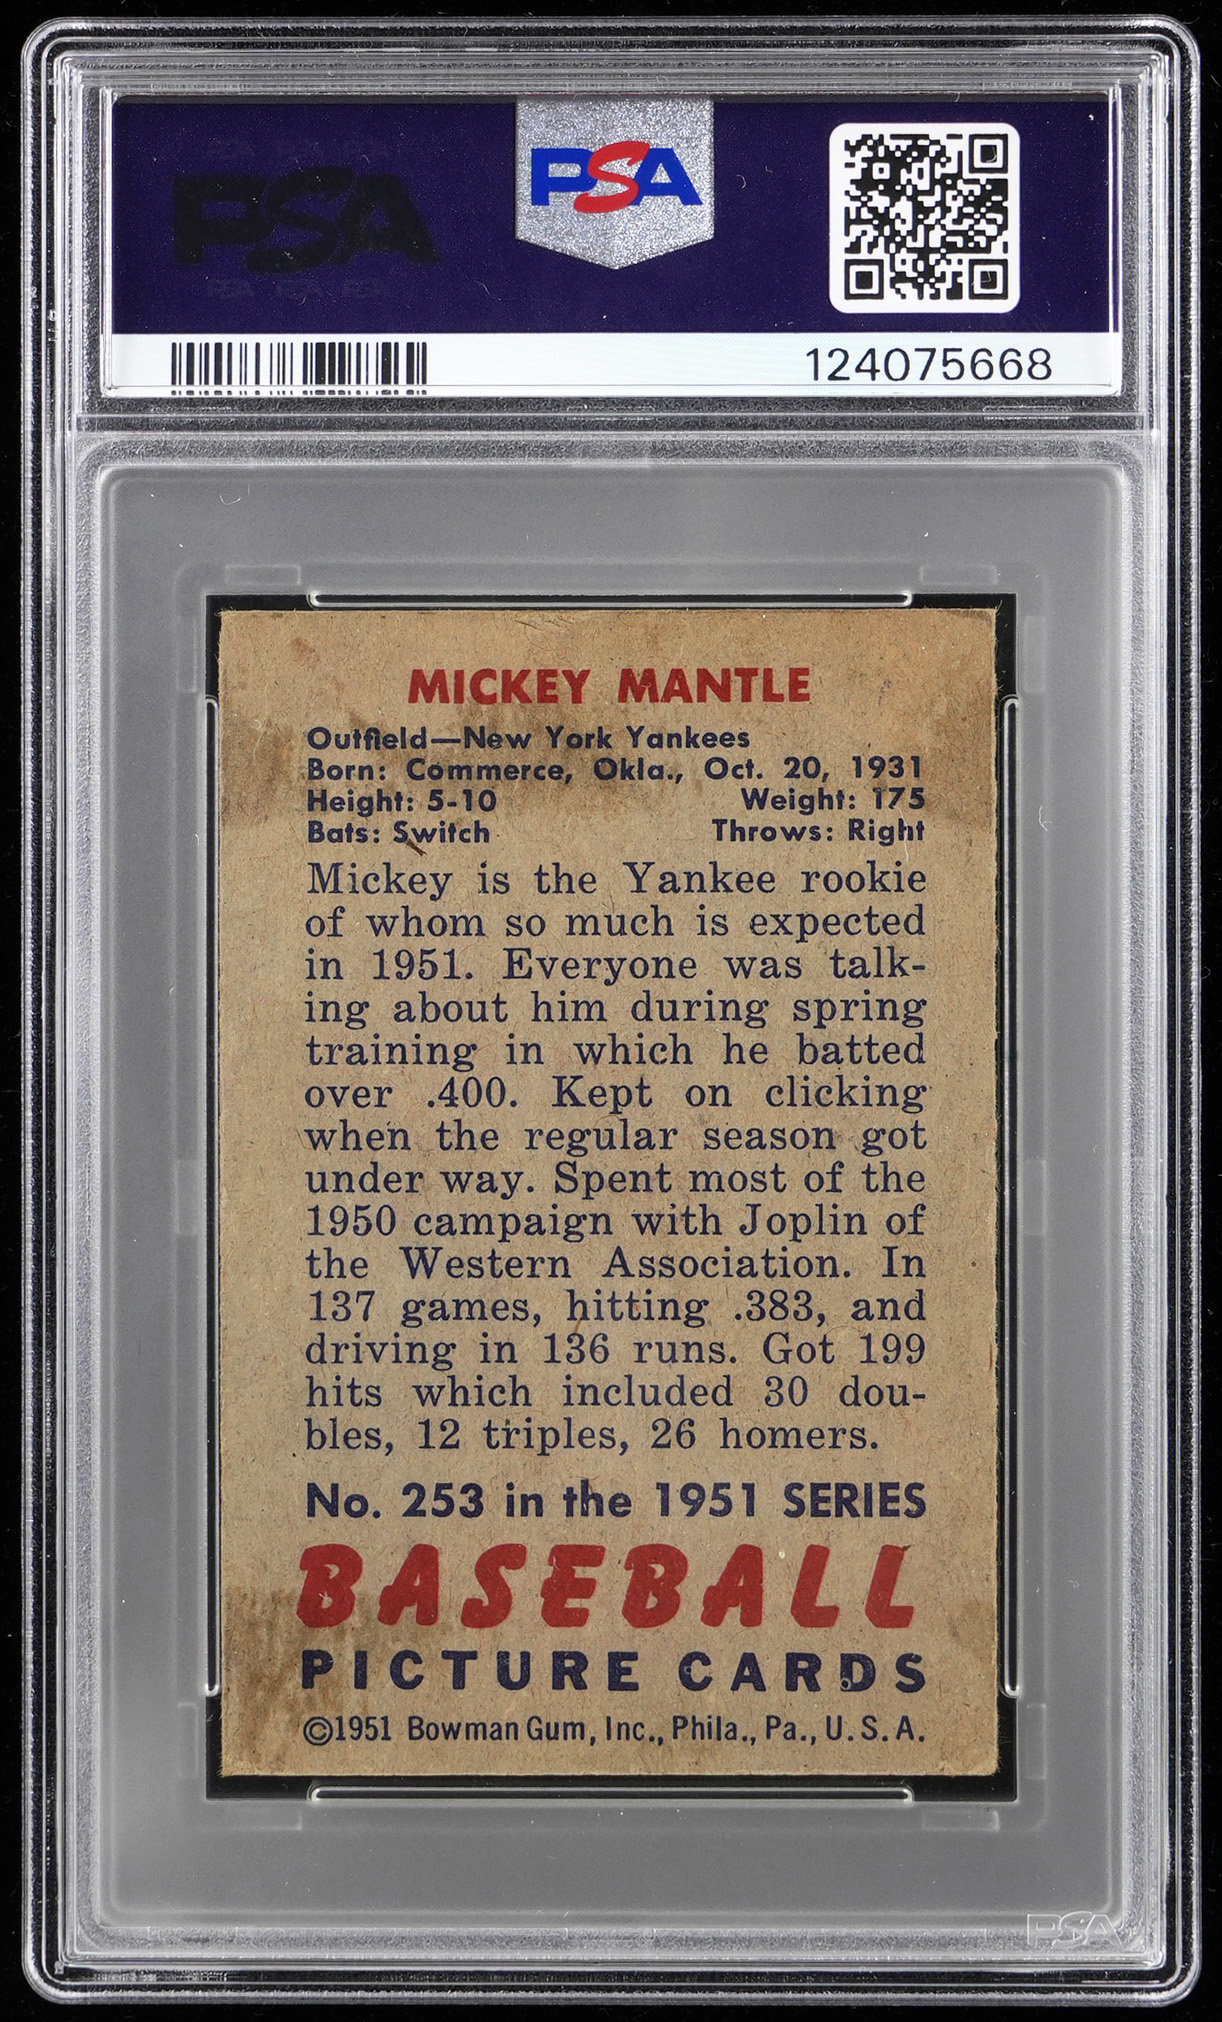 PSA
PSA
124075668
MICKEY MANTLE
Outfield—New York Yankees
Born: Commerce, Okla., Oct. 20, 1931
Height: 5-10 Weight: 175
Bats: Switch Throws: Right
Mickey is the Yankee rookie
of whom so much is expected
in 1951. Everyone was talk-
ing about him during spring
training in which he batted
over .400. Kept on clicking
when the regular season got
under way. Spent most of the
1950 campaign with Joplin of
the Western Association. In
137 games, hitting .383, and
driving in 136 runs. Got 199
hits which included 30 dou-
bles, 12 triples, 26 homers.
No. 253 in the 1951 SERIES
BASEBALL
PICTURE CARDS
©1951 Bowman Gum, Inc., Phila., Pa., U.S.A.
PSA